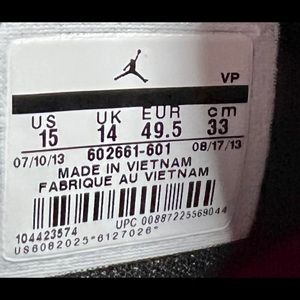 VP
US UK EUR cm
15 14 49.5 33
07/10/13 602661-601 08/17/13
MADE IN VIETNAM
FABRIQUE AU VIETNAM
104423574 UPC 00887225569044
US6082025*6127026*